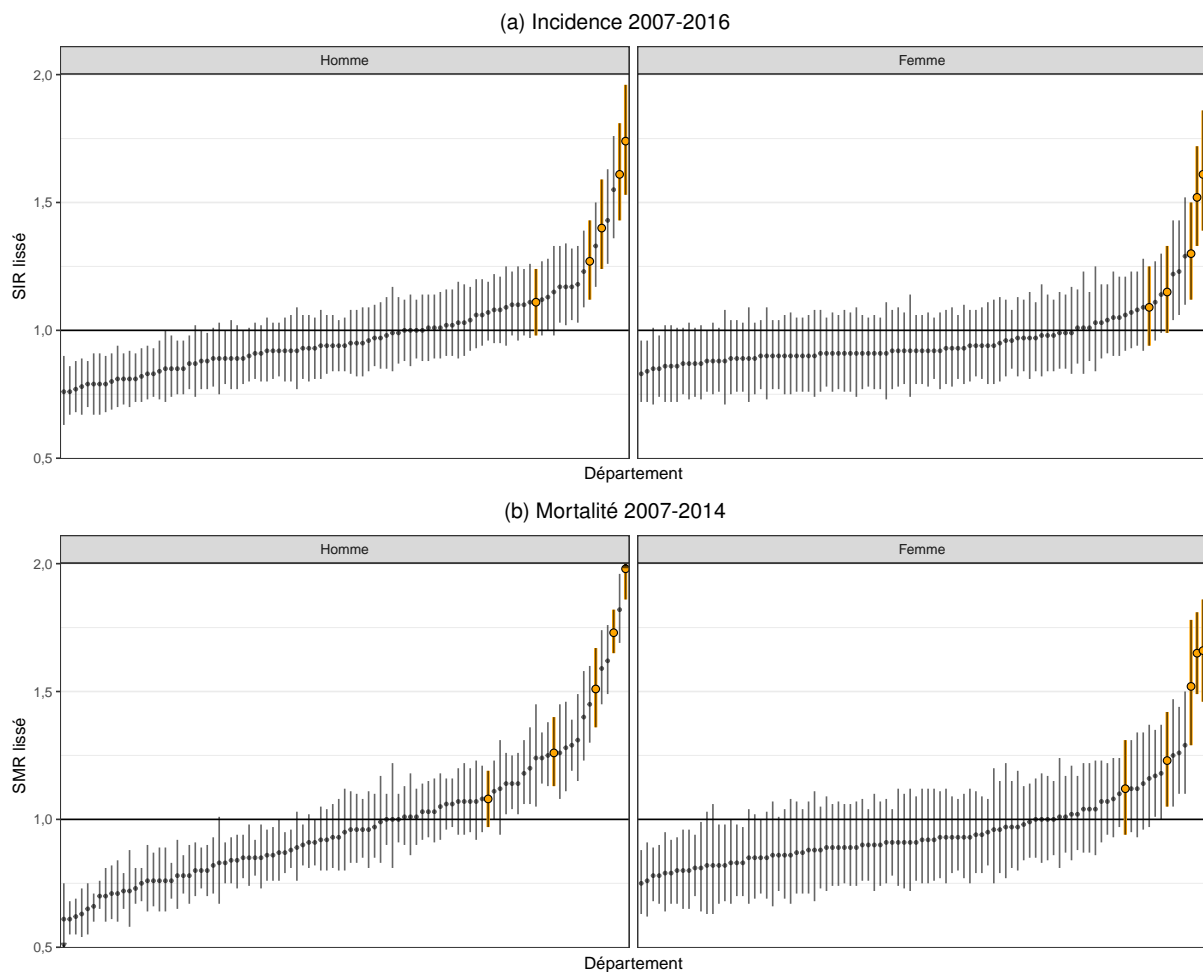 (a) Incidence 2007-2016
Homme
Femme
2,0
1,5
1,0
0,5
SIR lissé
Département
(b) Mortalité 2007-2014
Homme
Femme
2,0
1,5
1,0
0,5
SMR lissé
Département